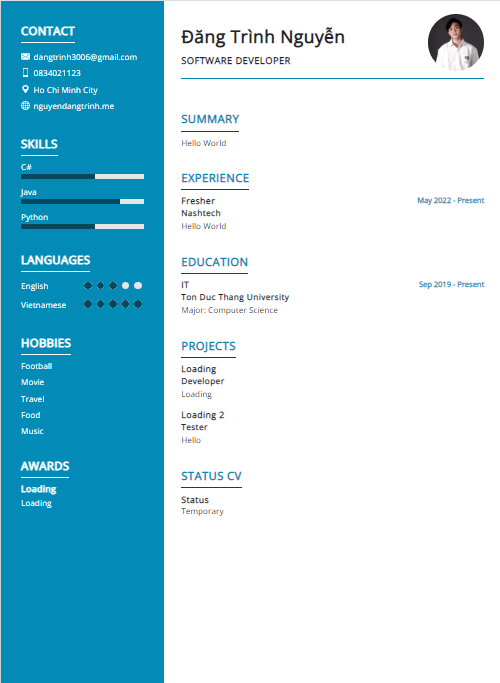 CONTACT
dangtrinh3006@gmail.com
0834021123
Ho Chi Minh City
nguyendangtrinh.me
SKILLS
C#
Java
Python
LANGUAGES
English
Vietnamese
HOBBIES
Football
Movie
Travel
Food
Music
AWARDS
Loading
Loading
Đăng Trình Nguyễn
SOFTWARE DEVELOPER
SUMMARY
Hello World
EXPERIENCE
Fresher May 2022 - Present
Nashtech
Hello World
EDUCATION
IT Sep 2019 - Present
Ton Duc Thang University
Major: Computer Science
PROJECTS
Loading
Developer
Loading
Loading 2
Tester
Hello
STATUS CV
Status
Temporary